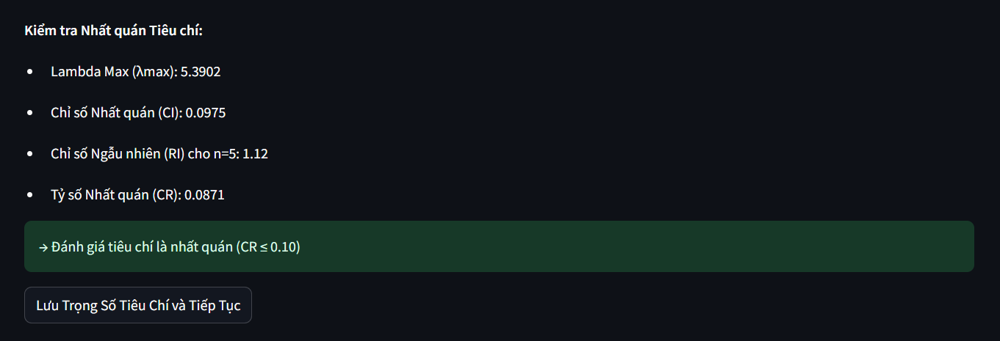 Kiểm tra Nhất quán Tiêu chí:
• Lambda Max (λmax): 5.3902
• Chỉ số Nhất quán (CI): 0.0975
• Chỉ số Ngẫu nhiên (RI) cho n=5: 1.12
• Tỷ số Nhất quán (CR): 0.0871
→ Đánh giá tiêu chí là nhất quán (CR ≤ 0.10)
Lưu Trọng Số Tiêu Chí và Tiếp Tục